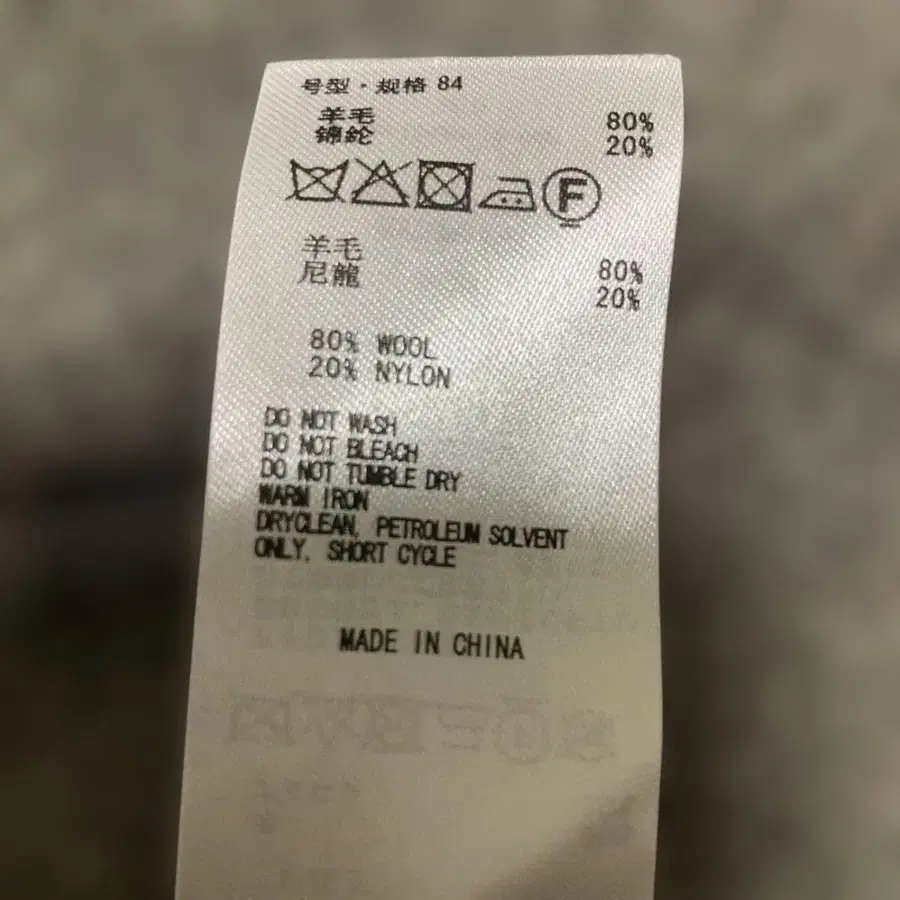 号型·规格 84
羊毛 80%
锦纶 20%
F
羊毛 80%
尼龍 20%
80% WOOL
20% NYLON
DO NOT WASH
DO NOT BLEACH
DO NOT TUMBLE DRY
WARM IRON
DRYCLEAN, PETROLEUM SOLVENT
ONLY, SHORT CYCLE
MADE IN CHINA